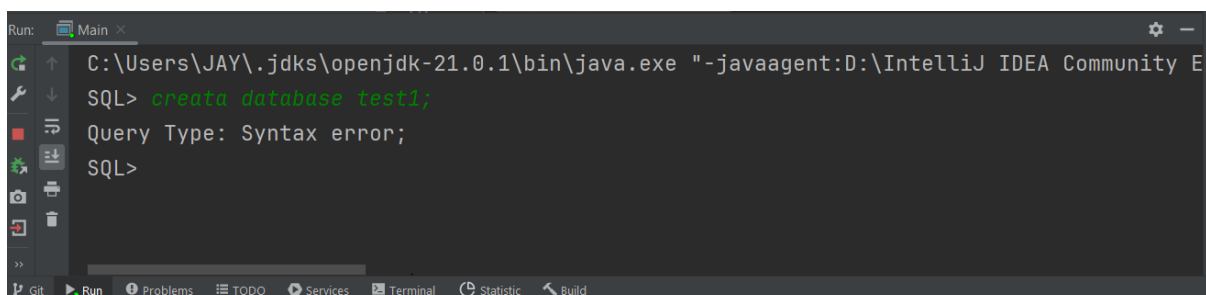 Run: Main
C:\Users\JAY\.jdks\openjdk-21.0.1\bin\java.exe "-javaagent:D:\IntelliJ IDEA Community E
SQL> creata database test1;
Query Type: Syntax error;
SQL>
Git Run Problems TODO Services Terminal Statistic Build